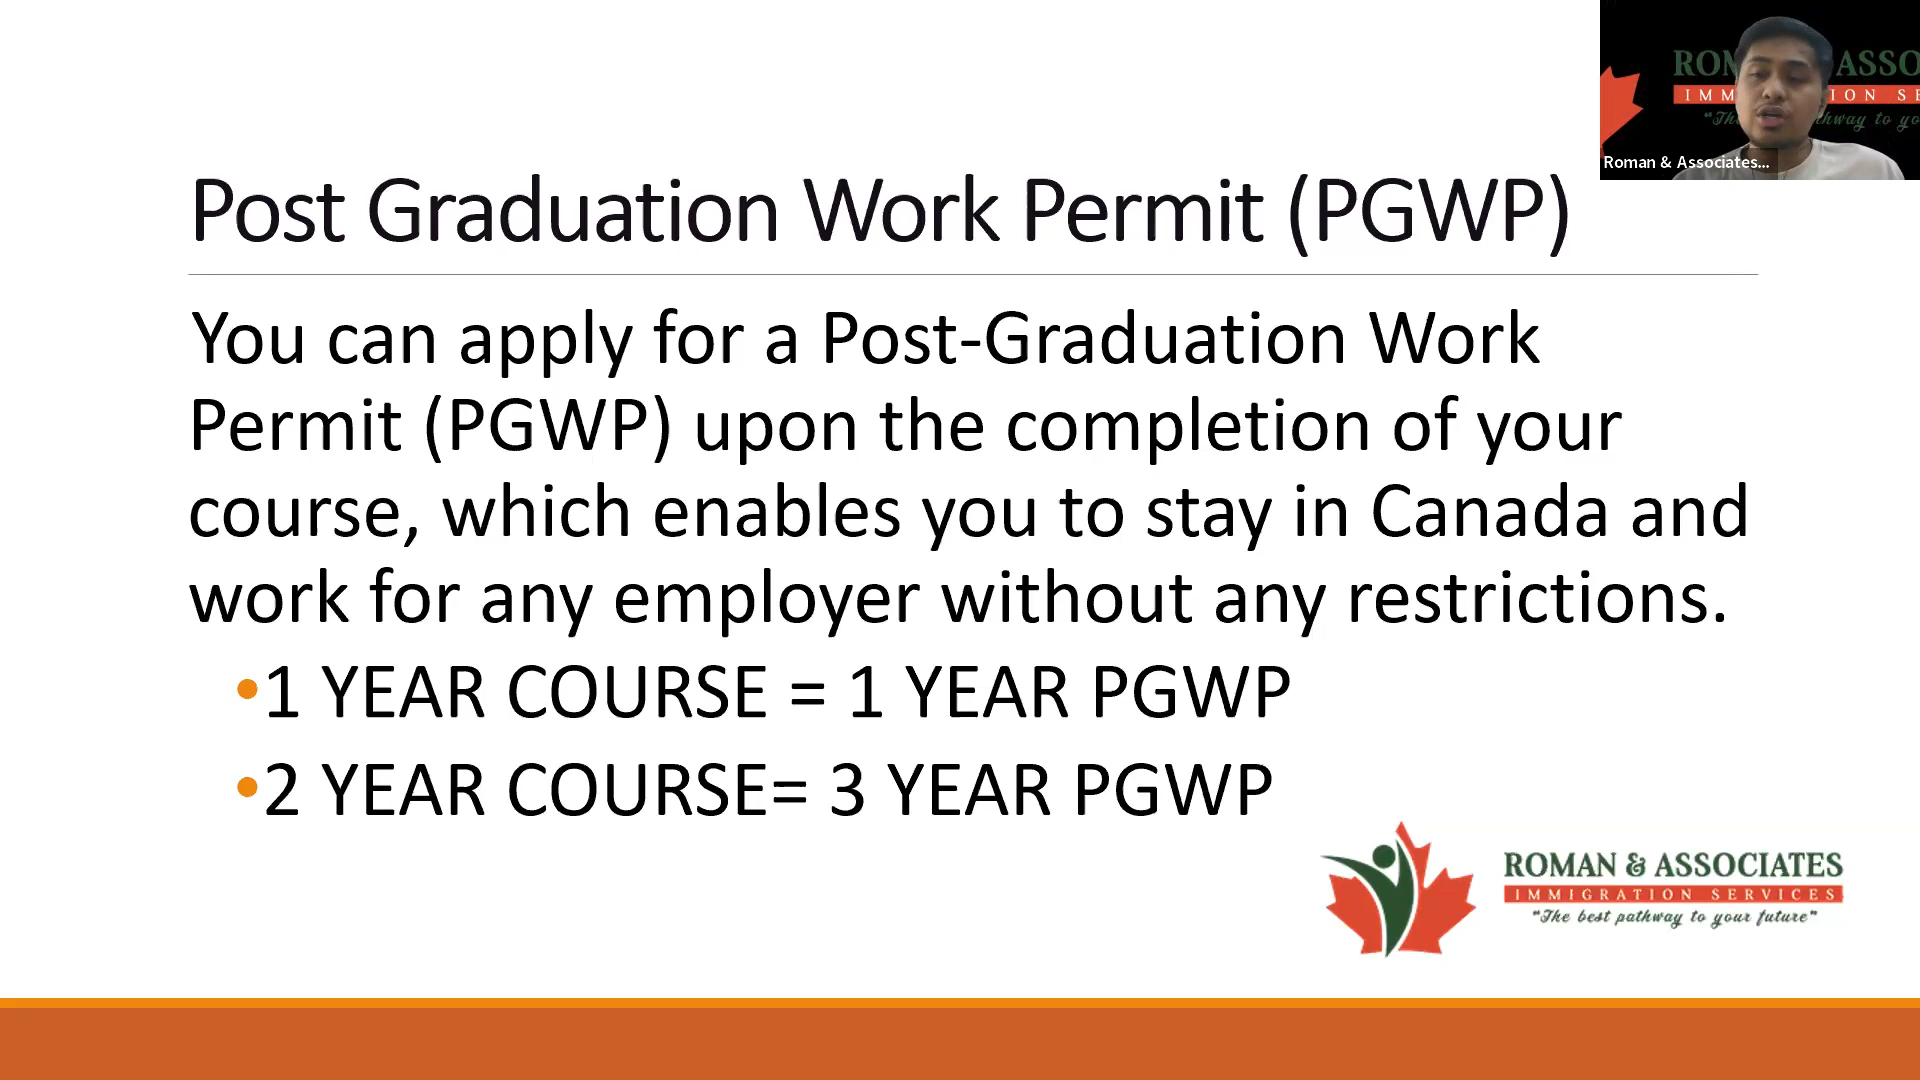 Post Graduation Work Permit (PGWP)
You can apply for a Post-Graduation Work
Permit (PGWP) upon the completion of your
course, which enables you to stay in Canada and
work for any employer without any restrictions.
•1 YEAR COURSE = 1 YEAR PGWP
•2 YEAR COURSE= 3 YEAR PGWP
ROMAN & ASSOCIATES
IMMIGRATION SERVICES
"The best pathway to your future"
Roman & Associates...